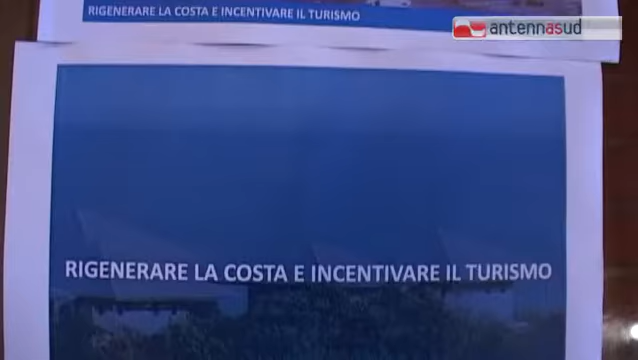 RIGENERARE LA COSTA E INCENTIVARE IL TURISMO
antennasud
RIGENERARE LA COSTA E INCENTIVARE IL TURISMO